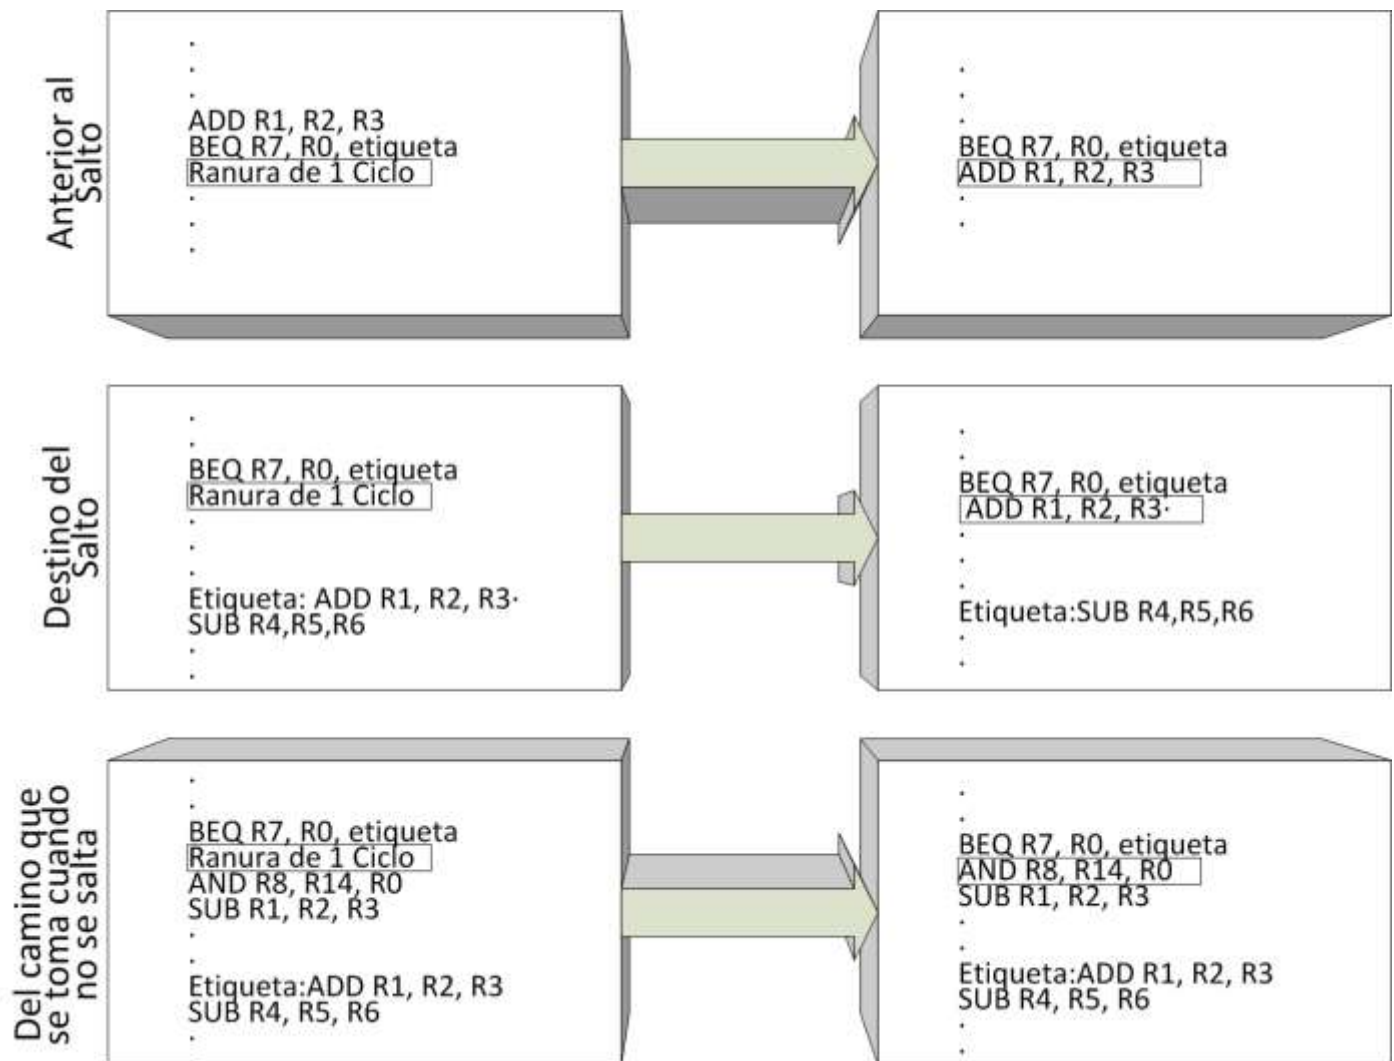 Anterior al
Salto
ADD R1, R2, R3
BEQ R7, R0, etiqueta
Ranura de 1 Ciclo
BEQ R7, R0, etiqueta
ADD R1, R2, R3
Destino del
Salto
BEQ R7, R0, etiqueta
Ranura de 1 Ciclo
Etiqueta: ADD R1, R2, R3·
SUB R4,R5,R6
BEQ R7, R0, etiqueta
ADD R1, R2, R3·
Etiqueta:SUB R4,R5,R6
Del camino que
se toma cuando
no se salta
BEQ R7, R0, etiqueta
Ranura de 1 Ciclo
AND R8, R14, R0
SUB R1, R2, R3
Etiqueta:ADD R1, R2, R3
SUB R4, R5, R6
BEQ R7, R0, etiqueta
AND R8, R14, R0
SUB R1, R2, R3
Etiqueta:ADD R1, R2, R3
SUB R4, R5, R6